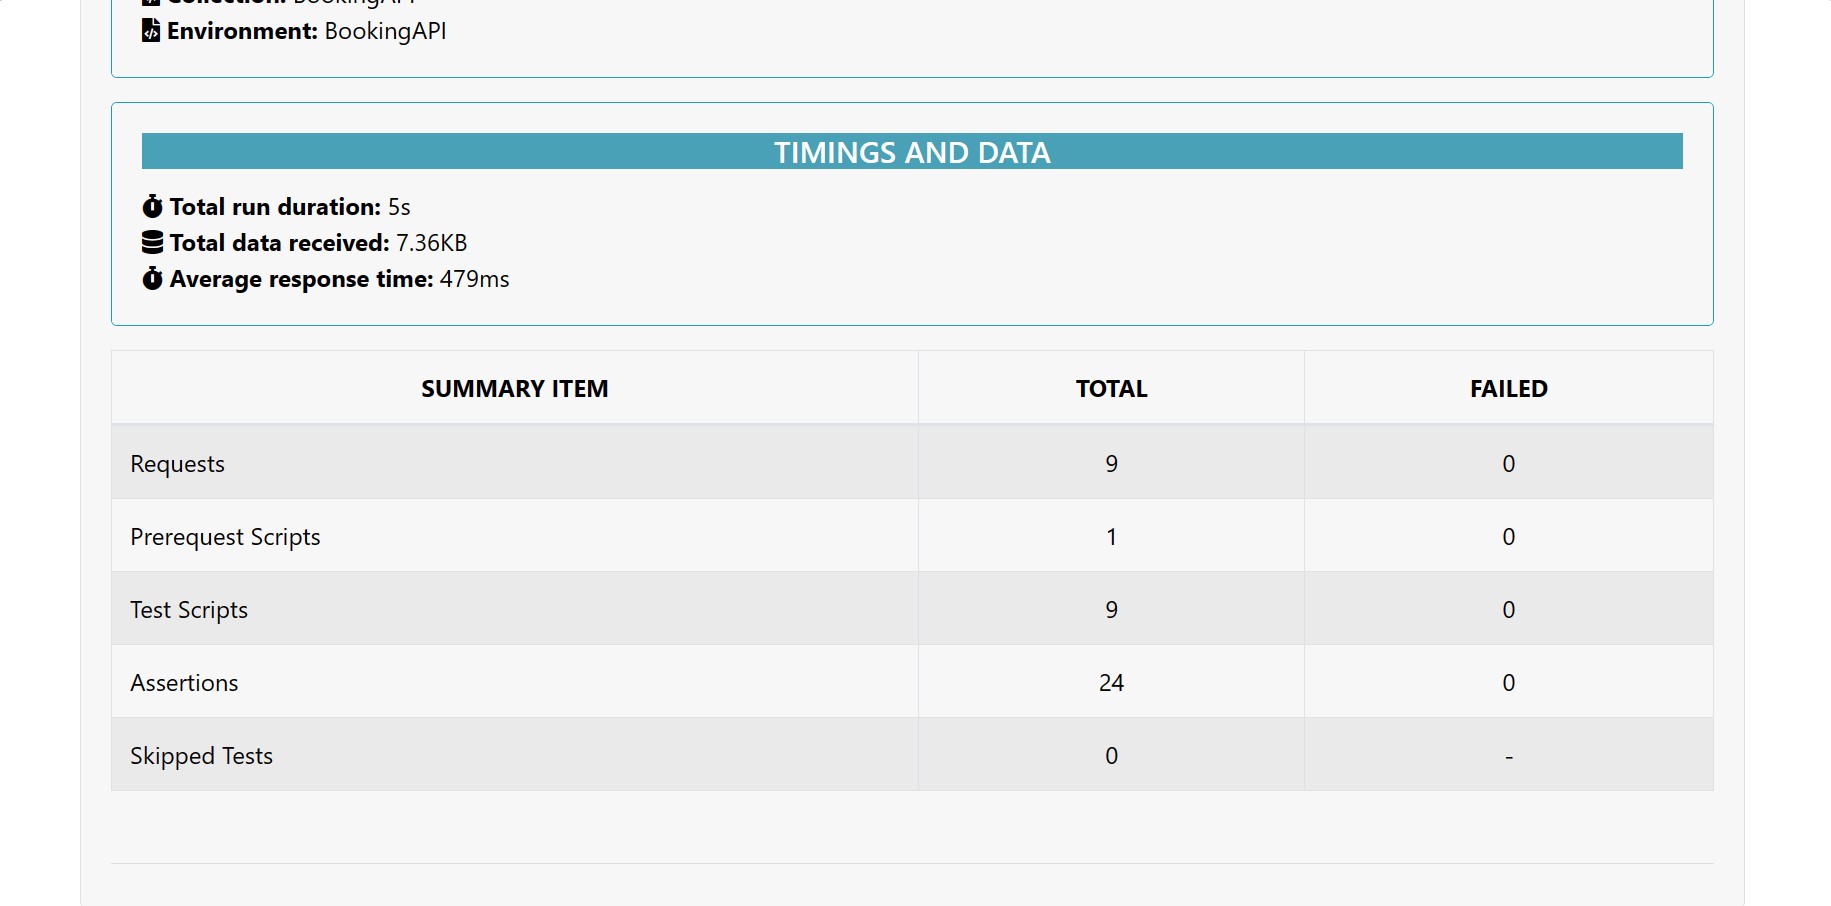 Collection: BookingAPI
Environment: BookingAPI
TIMINGS AND DATA
Total run duration: 5s
Total data received: 7.36KB
Average response time: 479ms
SUMMARY ITEM TOTAL FAILED
Requests 9 0
Prerequest Scripts 1 0
Test Scripts 9 0
Assertions 24 0
Skipped Tests 0 -